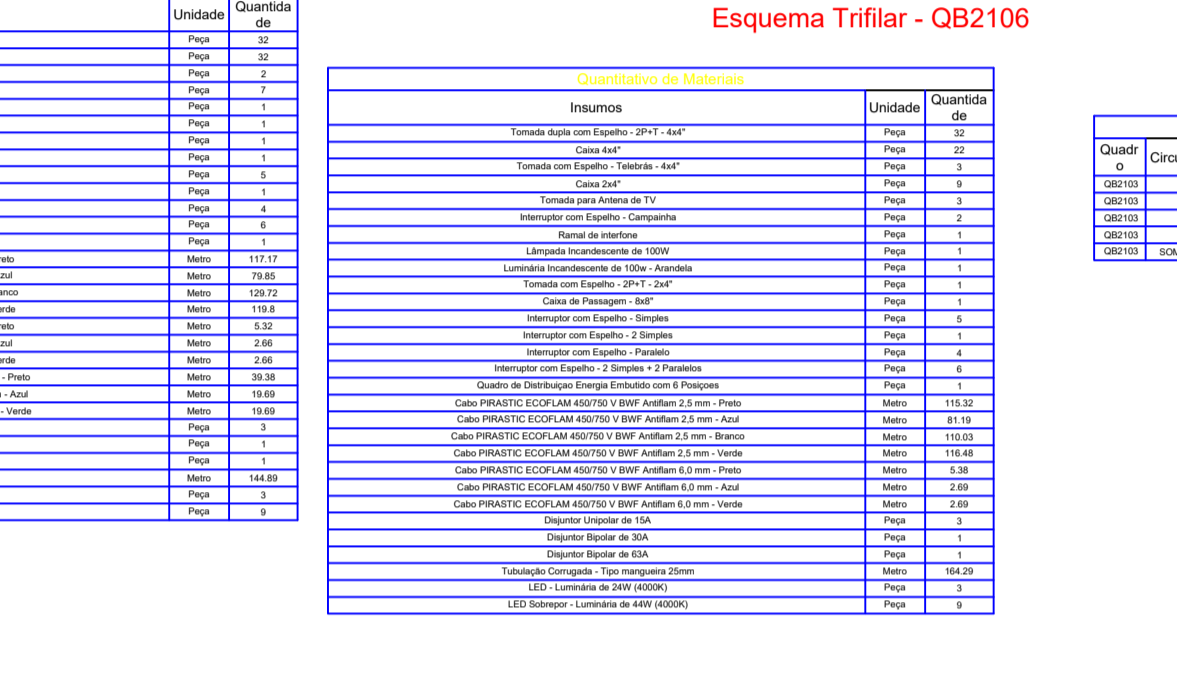 Unidade Quantida
de
Peça 32
Peça 32
Peça 2
Peça 7
Peça 1
Peça 1
Peça 1
Peça 1
Peça 5
Peça 1
Peça 4
Peça 6
Peça 1
reto Metro 117.17
zul Metro 79.85
anco Metro 129.72
erde Metro 119.8
reto Metro 5.32
zul Metro 2.66
erde Metro 2.66
- Preto Metro 39.38
- Azul Metro 19.69
- Verde Metro 19.69
Peça 3
Peça 1
Peça 1
Metro 144.89
Peça 3
Peça 9
Esquema Trifilar - QB2106
Quantitativo de Materiais
Insumos Unidade Quantida
de
Tomada dupla com Espelho - 2P+T - 4x4" Peça 32
Caixa 4x4" Peça 22
Tomada com Espelho - Telebrás - 4x4" Peça 3
Caixa 2x4" Peça 9
Tomada para Antena de TV Peça 3
Interruptor com Espelho - Campainha Peça 2
Ramal de interfone Peça 1
Lâmpada Incandescente de 100W Peça 1
Luminária Incandescente de 100w - Arandela Peça 1
Tomada com Espelho - 2P+T - 2x4" Peça 1
Caixa de Passagem - 8x8" Peça 1
Interruptor com Espelho - Simples Peça 5
Interruptor com Espelho - 2 Simples Peça 1
Interruptor com Espelho - Paralelo Peça 4
Interruptor com Espelho - 2 Simples + 2 Paralelos Peça 6
Quadro de Distribuiçao Energia Embutido com 6 Posiçoes Peça 1
Cabo PIRASTIC ECOFLAM 450/750 V BWF Antiflam 2,5 mm - Preto Metro 115.32
Cabo PIRASTIC ECOFLAM 450/750 V BWF Antiflam 2,5 mm - Azul Metro 81.19
Cabo PIRASTIC ECOFLAM 450/750 V BWF Antiflam 2,5 mm - Branco Metro 110.03
Cabo PIRASTIC ECOFLAM 450/750 V BWF Antiflam 2,5 mm - Verde Metro 116.48
Cabo PIRASTIC ECOFLAM 450/750 V BWF Antiflam 6,0 mm - Preto Metro 5.38
Cabo PIRASTIC ECOFLAM 450/750 V BWF Antiflam 6,0 mm - Azul Metro 2.69
Cabo PIRASTIC ECOFLAM 450/750 V BWF Antiflam 6,0 mm - Verde Metro 2.69
Disjuntor Unipolar de 15A Peça 3
Disjuntor Bipolar de 30A Peça 1
Disjuntor Bipolar de 63A Peça 1
Tubulação Corrugada - Tipo mangueira 25mm Metro 164.29
LED - Luminária de 24W (4000K) Peça 3
LED Sobrepor - Luminária de 44W (4000K) Peça 9
Quadr
o Circu
QB2103
QB2103
QB2103
QB2103
QB2103 SOM